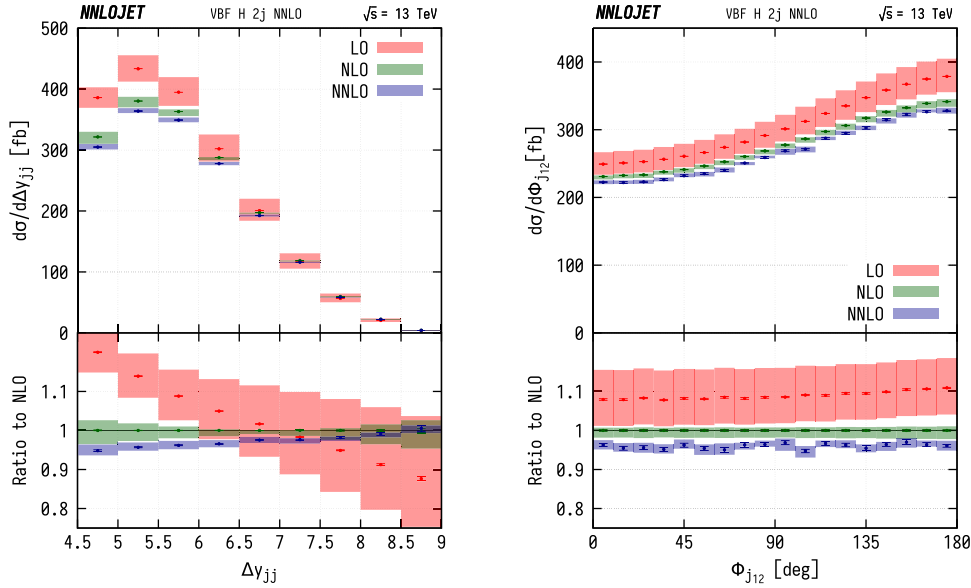 NNLOJET VBF H 2j NNLO √s = 13 TeV
500
400
300
200
100
0
dσ/dΔy_jj [fb]
LO
NLO
NNLO
1.1
1
0.9
0.8
Ratio to NLO
4.5 5 5.5 6 6.5 7 7.5 8 8.5 9
Δy_jj
NNLOJET VBF H 2j NNLO √s = 13 TeV
400
300
200
100
0
dσ/dΦ_j12 [fb]
LO
NLO
NNLO
1.1
1
0.9
0.8
Ratio to NLO
0 45 90 135 180
Φ_j12 [deg]